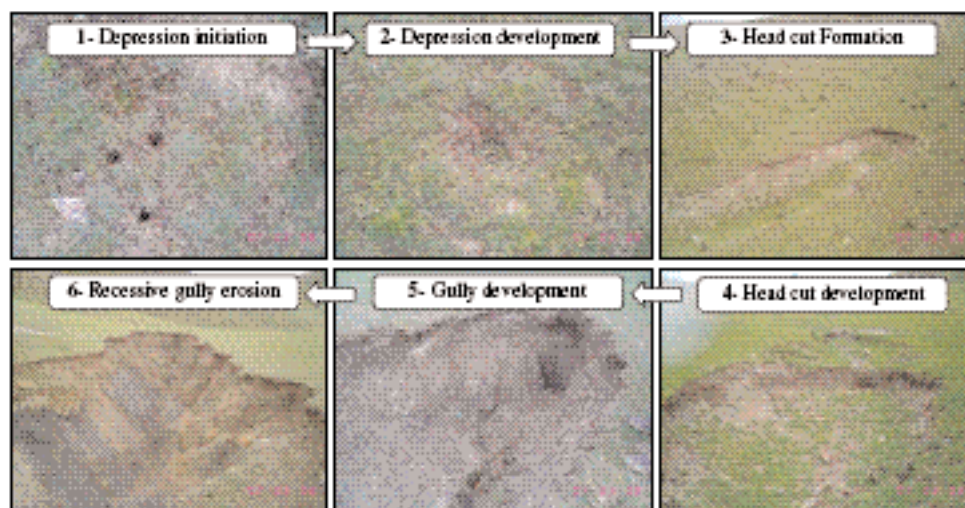 1- Depression initiation
2- Depression development
3- Head cut Formation
4- Head cut development
5- Gully development
6- Recessive gully erosion